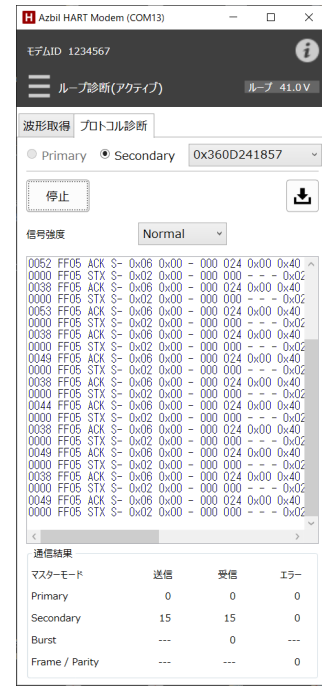 Azbil HART Modem (COM13)
モデムID 1234567
ループ診断(アクティブ)
ループ 41.0 V
波形取得 プロトコル診断
Primary Secondary 0x360D241857
停止
信号強度 Normal
0052 FF05 ACK S- 0x06 0x00 - 000 024 0x00 0x40
0000 FF05 STX S- 0x02 0x00 - 000 000 - - - 0x02
0038 FF05 ACK S- 0x06 0x00 - 000 024 0x00 0x40
0000 FF05 STX S- 0x02 0x00 - 000 000 - - - 0x02
0053 FF05 ACK S- 0x06 0x00 - 000 024 0x00 0x40
0000 FF05 STX S- 0x02 0x00 - 000 000 - - - 0x02
0038 FF05 ACK S- 0x06 0x00 - 000 024 0x00 0x40
0000 FF05 STX S- 0x02 0x00 - 000 000 - - - 0x02
0049 FF05 ACK S- 0x06 0x00 - 000 024 0x00 0x40
0000 FF05 STX S- 0x02 0x00 - 000 000 - - - 0x02
0038 FF05 ACK S- 0x06 0x00 - 000 024 0x00 0x40
0000 FF05 STX S- 0x02 0x00 - 000 000 - - - 0x02
0044 FF05 ACK S- 0x06 0x00 - 000 024 0x00 0x40
0000 FF05 STX S- 0x02 0x00 - 000 000 - - - 0x02
0038 FF05 ACK S- 0x06 0x00 - 000 024 0x00 0x40
0000 FF05 STX S- 0x02 0x00 - 000 000 - - - 0x02
0049 FF05 ACK S- 0x06 0x00 - 000 024 0x00 0x40
0000 FF05 STX S- 0x02 0x00 - 000 000 - - - 0x02
0038 FF05 ACK S- 0x06 0x00 - 000 024 0x00 0x40
0000 FF05 STX S- 0x02 0x00 - 000 000 - - - 0x02
0049 FF05 ACK S- 0x06 0x00 - 000 024 0x00 0x40
0000 FF05 STX S- 0x02 0x00 - 000 000 - - - 0x02
通信結果
マスターモード 送信 受信 エラー
Primary 0 0 0
Secondary 15 15 0
Burst --- 0 ---
Frame / Parity --- --- 0